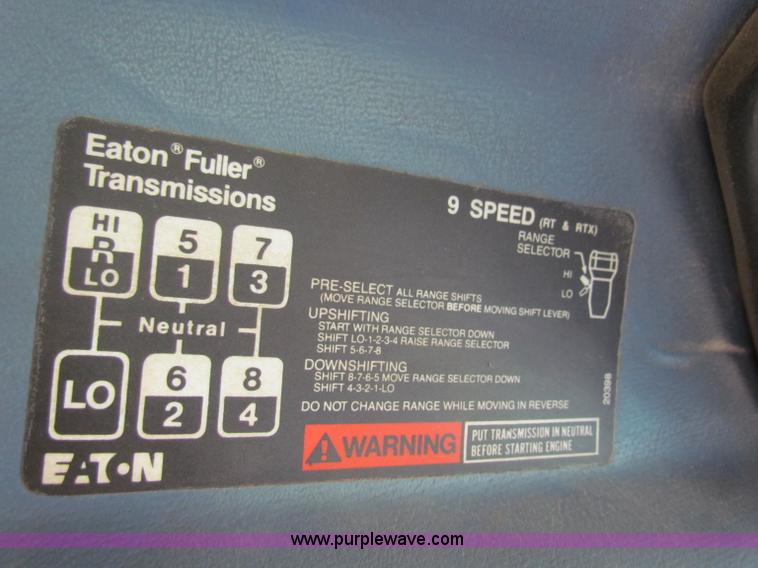 Eaton® Fuller®
Transmissions
9 SPEED (RT & RTX)
HI
R
LO
5
1
7
3
Neutral
LO
6
2
8
4
RANGE
SELECTOR
HI
LO
PRE-SELECT ALL RANGE SHIFTS
(MOVE RANGE SELECTOR BEFORE MOVING SHIFT LEVER)
UPSHIFTING
START WITH RANGE SELECTOR DOWN
SHIFT LO-1-2-3-4 RAISE RANGE SELECTOR
SHIFT 5-6-7-8
DOWNSHIFTING
SHIFT 8-7-6-5 MOVE RANGE SELECTOR DOWN
SHIFT 4-3-2-1-LO
DO NOT CHANGE RANGE WHILE MOVING IN REVERSE
20398
WARNING
PUT TRANSMISSION IN NEUTRAL
BEFORE STARTING ENGINE
EATON
www.purplewave.com